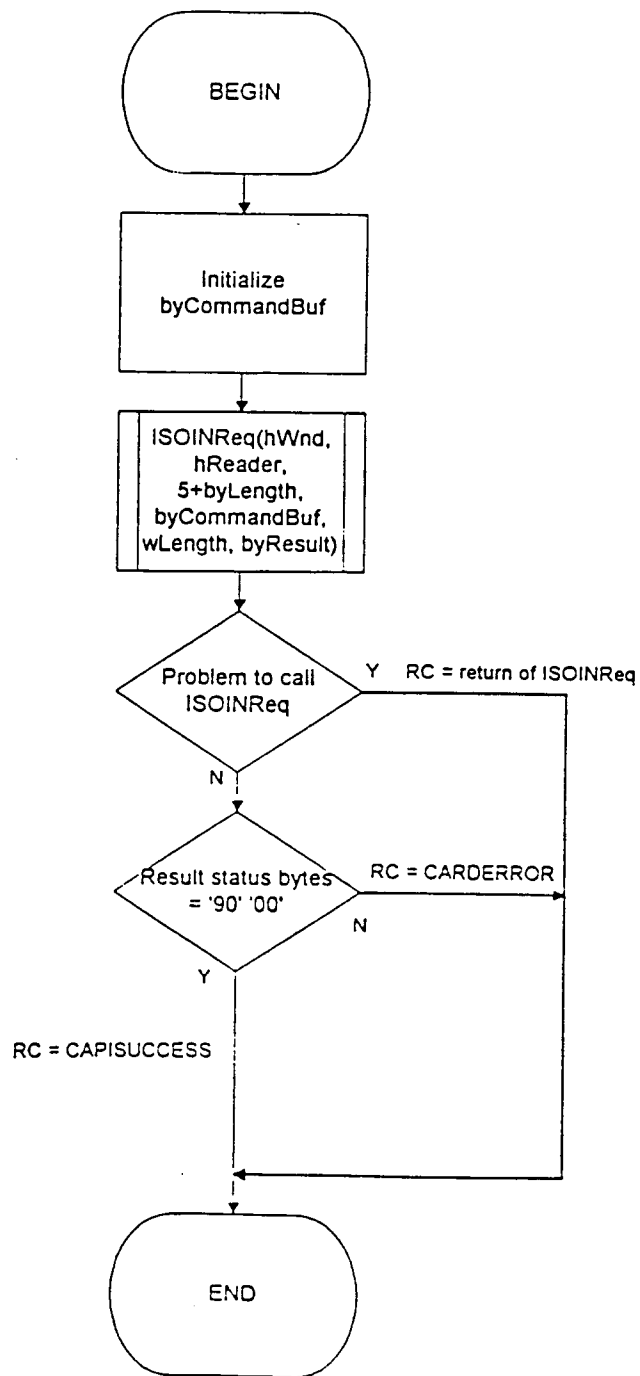 BEGIN
Initialize
byCommandBuf
ISOINReq(hWnd,
hReader,
5+byLength,
byCommandBuf,
wLength, byResult)
Problem to call
ISOINReq
Y RC = return of ISOINReq
N
Result status bytes
= '90' '00'
RC = CARDERROR
N
Y
RC = CAPISUCCESS
END